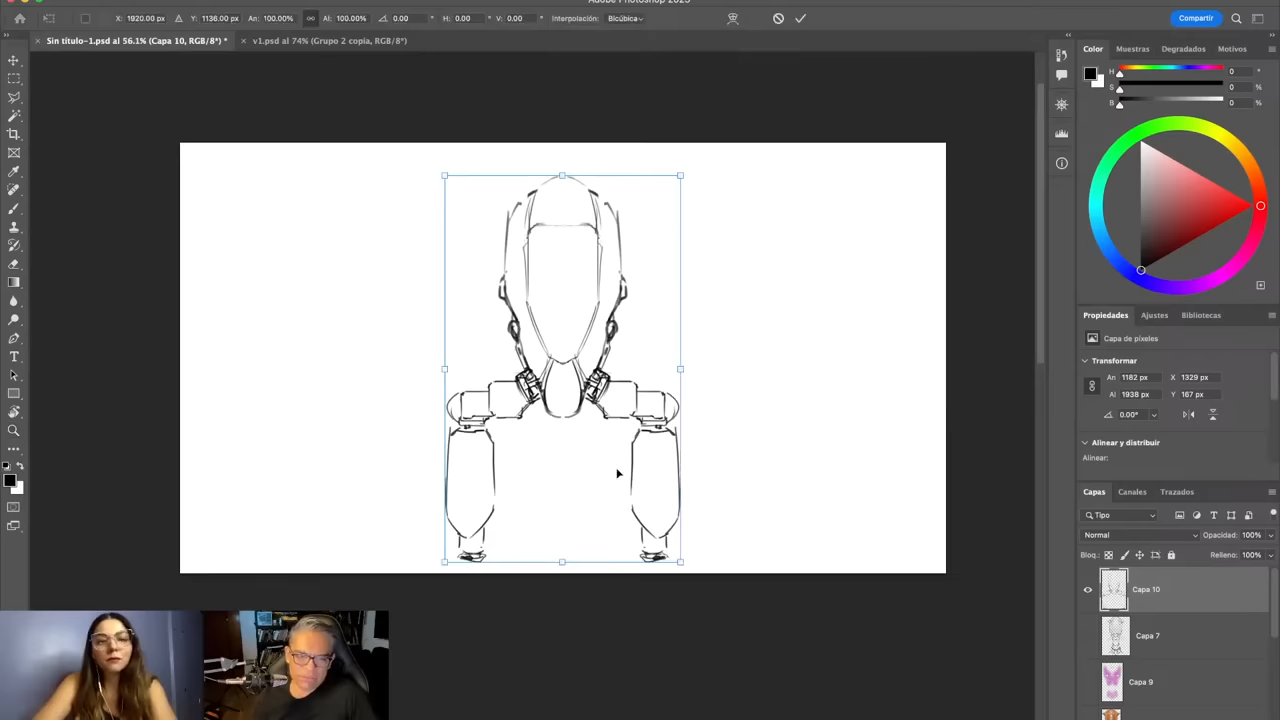 Adobe Photoshop 2023
X: 1920.00 px Y: 1136.00 px An: 100.00% Al: 100.00% 0.00 ° H: 0.00 ° V: 0.00 ° Interpolación: Bicúbica Compartir
Sin título-1.psd al 56.1% (Capa 10, RGB/8*) * v1.psd al 74% (Grupo 2 copia, RGB/8*)
Color Muestras Degradados Motivos
H 0 °
S 0 %
B 0 %
Propiedades Ajustes Bibliotecas
Capa de píxeles
Transformar
An 1182 px X 1329 px
Al 1938 px Y 167 px
0.00°
Alinear y distribuir
Alinear:
Capas Canales Trazados
Tipo
Normal Opacidad: 100%
Bloq.: Relleno: 100%
Capa 10
Capa 7
Capa 9